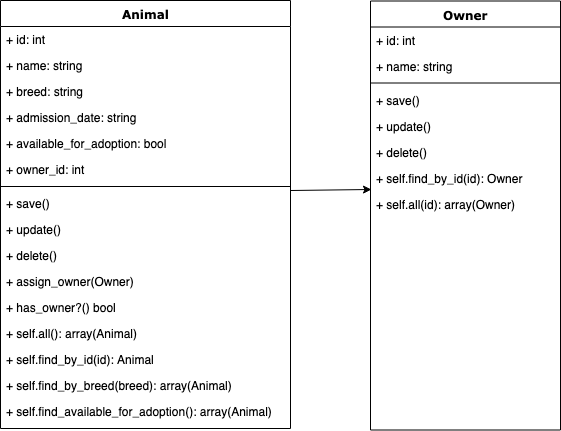 Animal
+ id: int
+ name: string
+ breed: string
+ admission_date: string
+ available_for_adoption: bool
+ owner_id: int
+ save()
+ update()
+ delete()
+ assign_owner(Owner)
+ has_owner?() bool
+ self.all(): array(Animal)
+ self.find_by_id(id): Animal
+ self.find_by_breed(breed): array(Animal)
+ self.find_available_for_adoption(): array(Animal)
Owner
+ id: int
+ name: string
+ save()
+ update()
+ delete()
+ self.find_by_id(id): Owner
+ self.all(id): array(Owner)